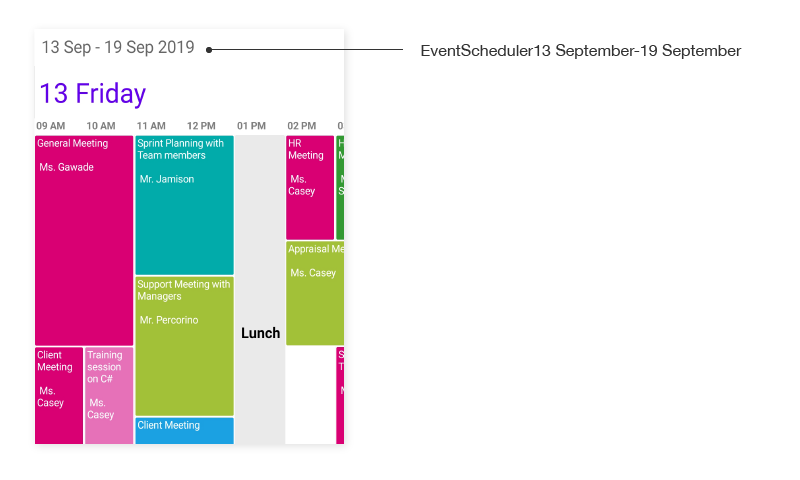 13 Sep - 19 Sep 2019
EventScheduler13 September-19 September
13 Friday
09 AM
10 AM
11 AM
12 PM
01 PM
02 PM
General Meeting
Ms. Gawade
Sprint Planning with
Team members
Mr. Jamison
HR
Meeting
Ms.
Casey
Support Meeting with
Managers
Mr. Percorino
Appraisal Me
Ms. Casey
Lunch
Client
Meeting
Ms.
Casey
Training
session
on C#
Ms.
Casey
Client Meeting